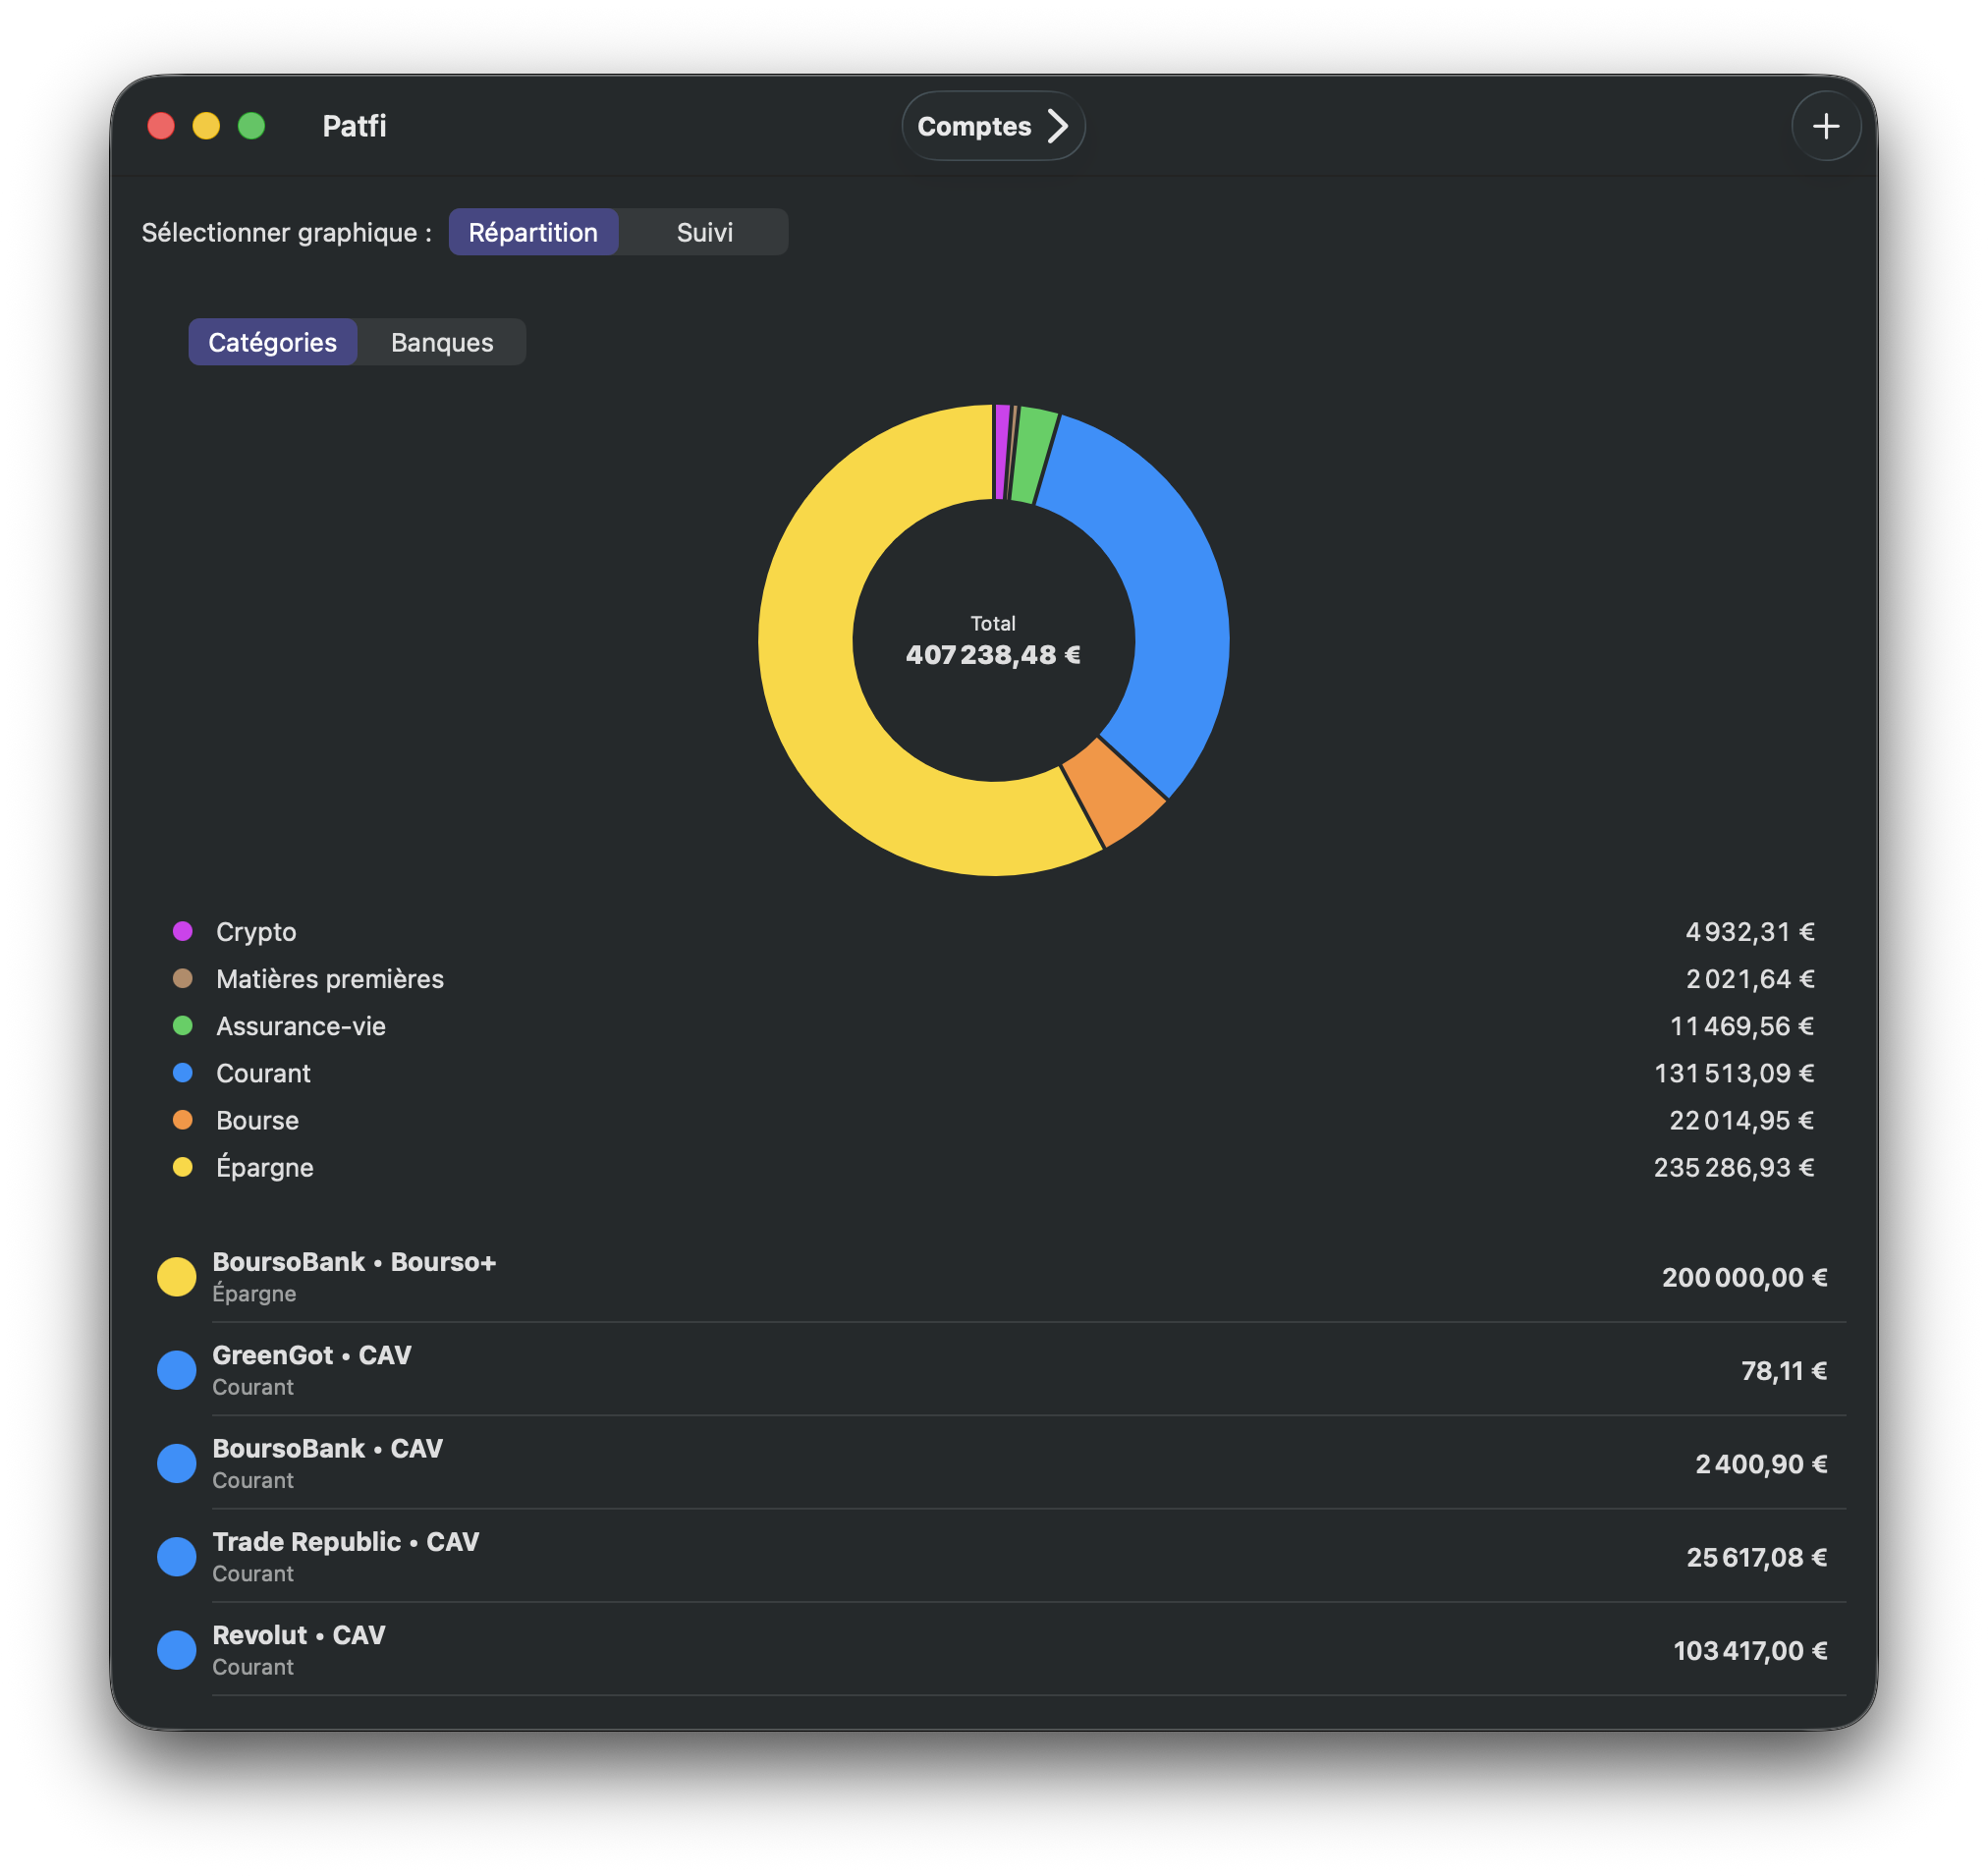 Patfi
Comptes
Sélectionner graphique : Répartition Suivi
Catégories Banques
Total
407 238,48 €
Crypto 4 932,31 €
Matières premières 2 021,64 €
Assurance-vie 11 469,56 €
Courant 131 513,09 €
Bourse 22 014,95 €
Épargne 235 286,93 €
BoursoBank • Bourso+
Épargne
200 000,00 €
GreenGot • CAV
Courant
78,11 €
BoursoBank • CAV
Courant
2 400,90 €
Trade Republic • CAV
Courant
25 617,08 €
Revolut • CAV
Courant
103 417,00 €